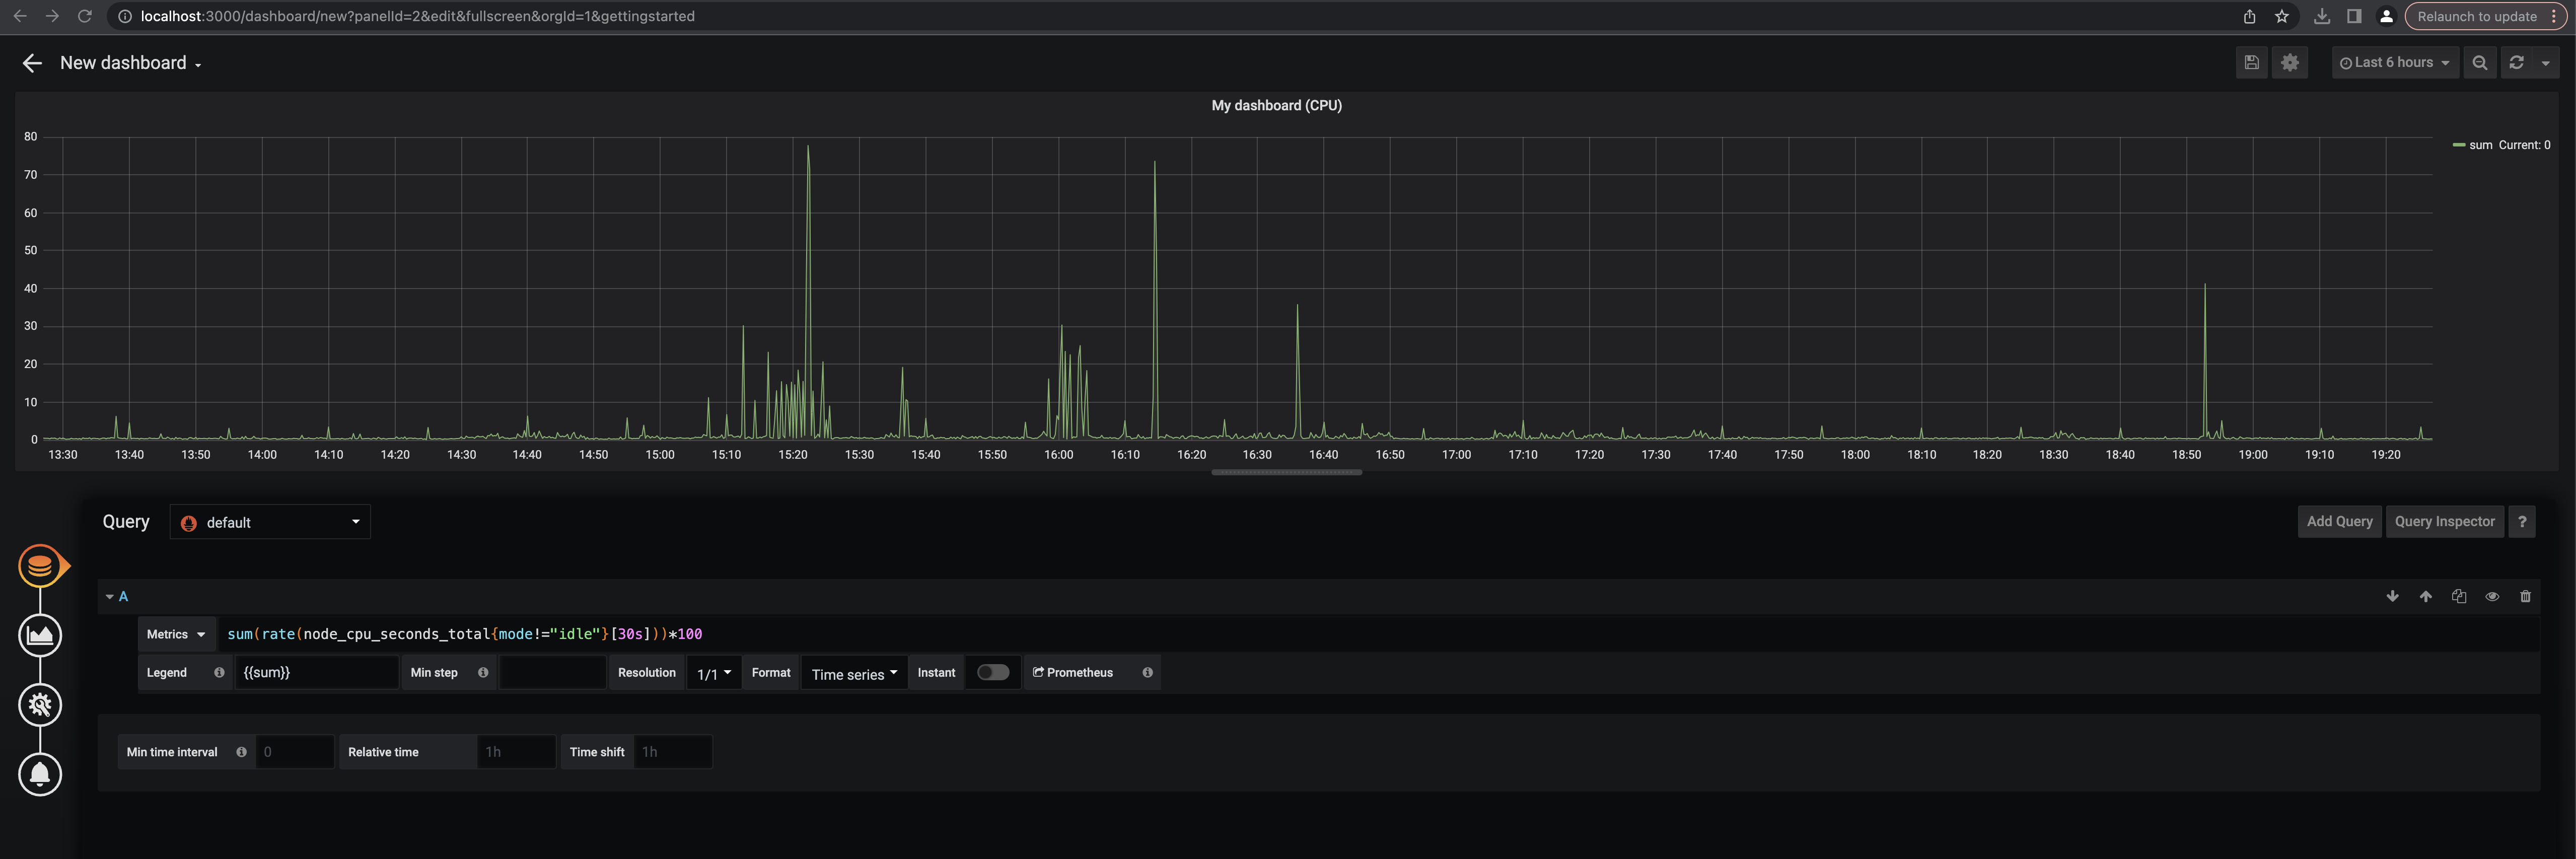 localhost:3000/dashboard/new?panelId=2&edit&fullscreen&orgId=1&gettingstarted
Relaunch to update
New dashboard
Last 6 hours
My dashboard (CPU)
80
70
60
50
40
30
20
10
0
sum Current: 0
13:30 13:40 13:50 14:00 14:10 14:20 14:30 14:40 14:50 15:00 15:10 15:20 15:30 15:40 15:50 16:00 16:10 16:20 16:30 16:40 16:50 17:00 17:10 17:20 17:30 17:40 17:50 18:00 18:10 18:20 18:30 18:40 18:50 19:00 19:10 19:20
Query default Add Query Query Inspector ?
A
Metrics sum(rate(node_cpu_seconds_total{mode!="idle"}[30s]))*100
Legend {{sum}} Min step Resolution 1/1 Format Time series Instant Prometheus
Min time interval 0 Relative time 1h Time shift 1h